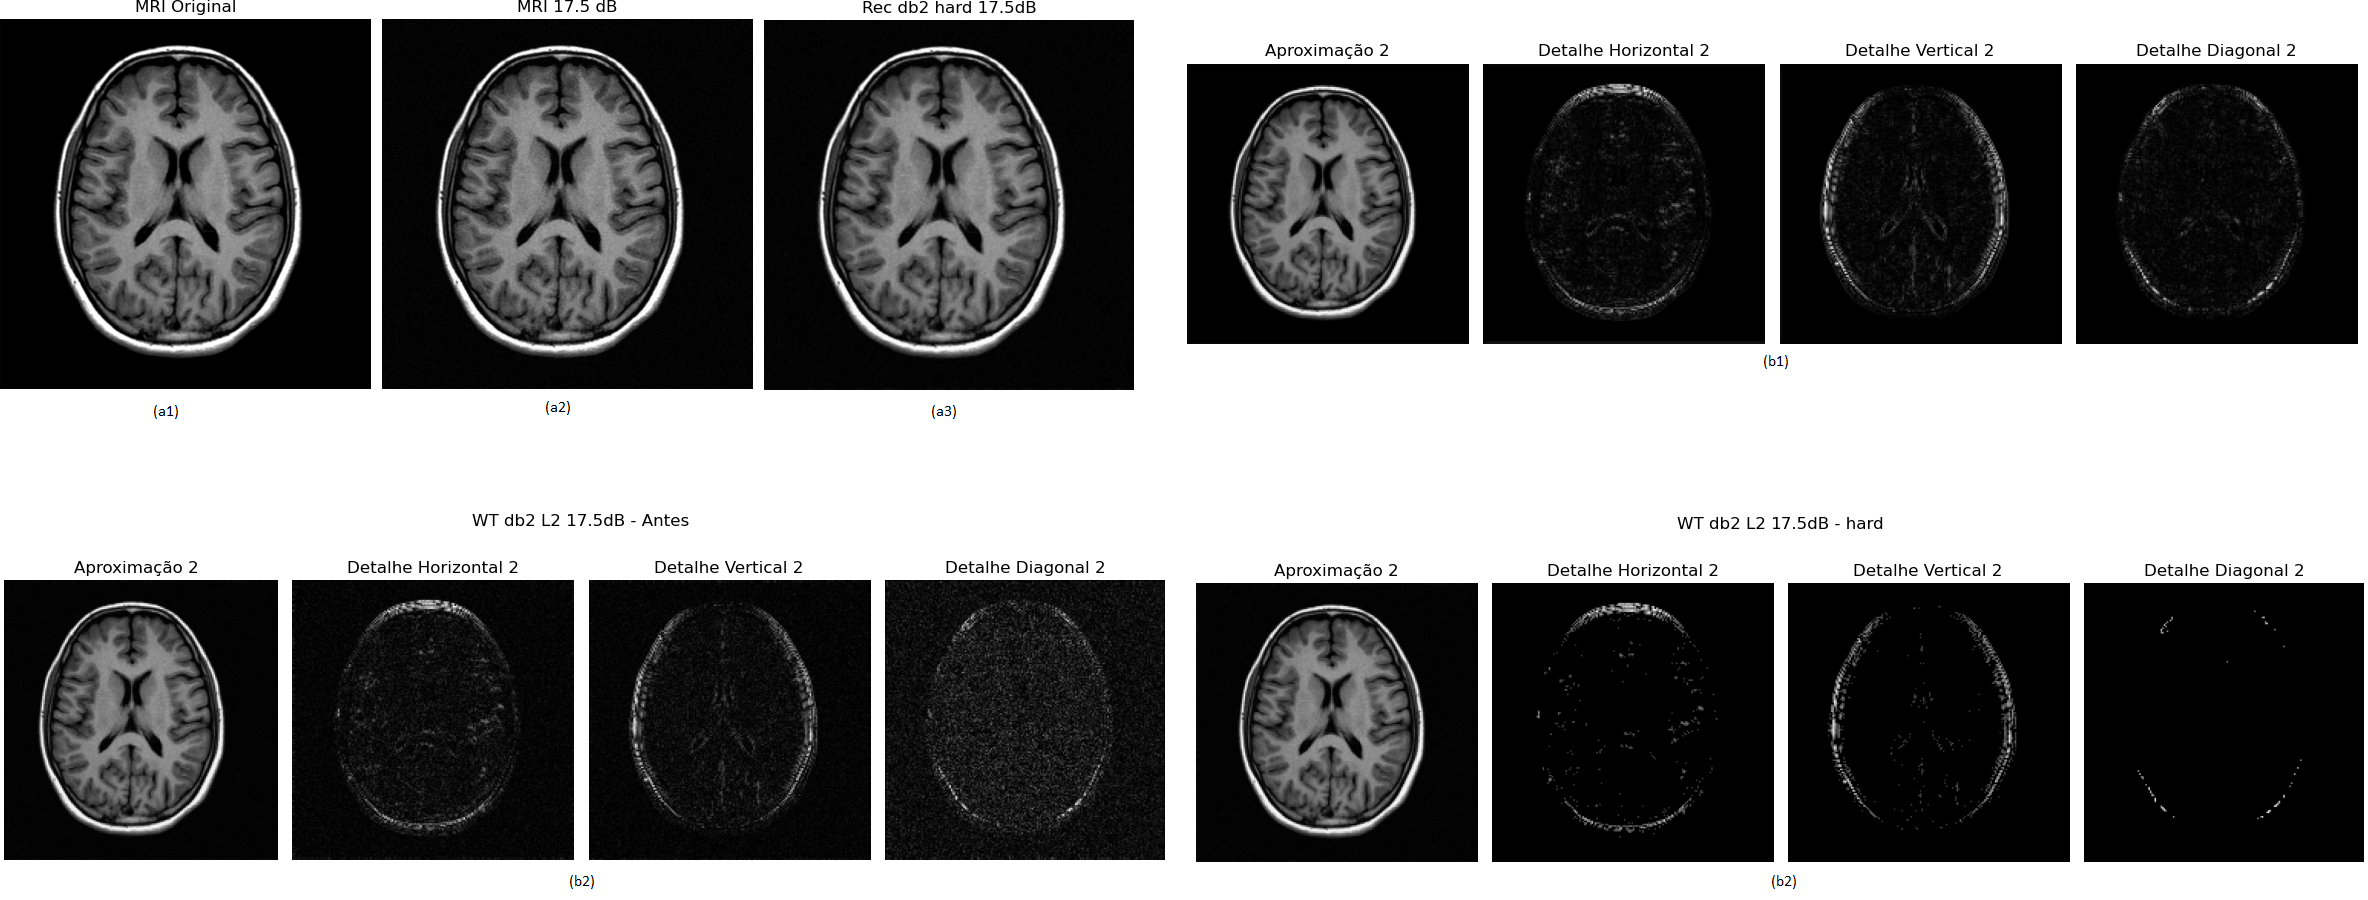 MRI Original
MRI 17.5 dB
Rec db2 hard 17.5dB
(a1)
(a2)
(a3)
Aproximação 2
Detalhe Horizontal 2
Detalhe Vertical 2
Detalhe Diagonal 2
(b1)
WT db2 L2 17.5dB - Antes
Aproximação 2
Detalhe Horizontal 2
Detalhe Vertical 2
Detalhe Diagonal 2
(b2)
WT db2 L2 17.5dB - hard
Aproximação 2
Detalhe Horizontal 2
Detalhe Vertical 2
Detalhe Diagonal 2
(b2)